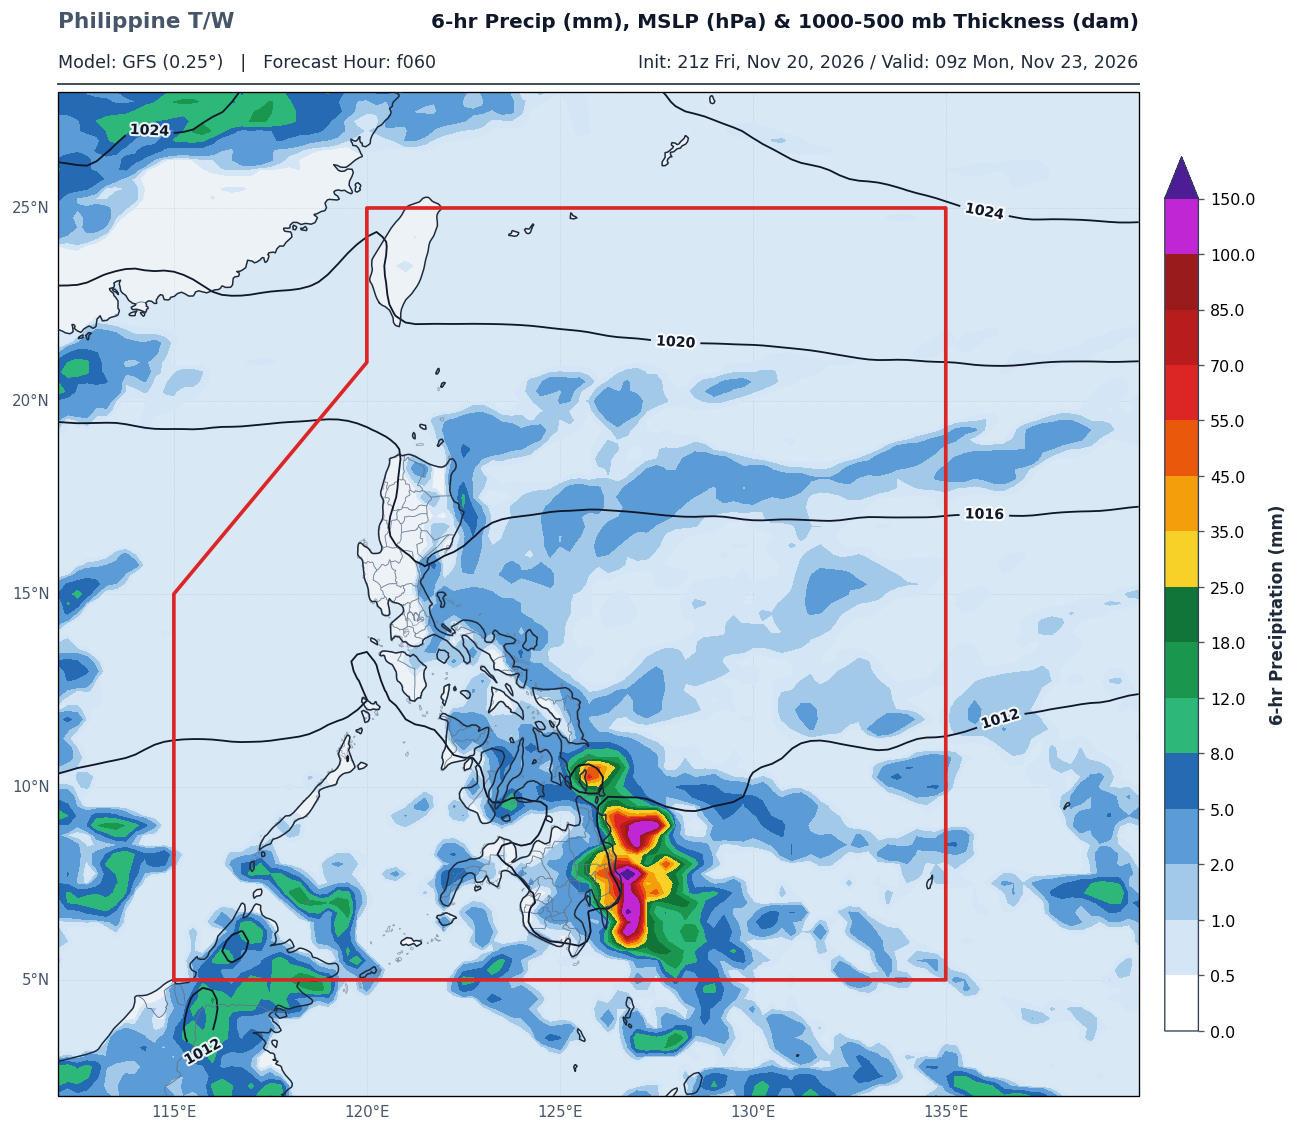 Philippine T/W
6-hr Precip (mm), MSLP (hPa) & 1000-500 mb Thickness (dam)
Model: GFS (0.25°) | Forecast Hour: f060
Init: 21z Fri, Nov 20, 2026 / Valid: 09z Mon, Nov 23, 2026
1024
1024
1020
1016
1012
1012
25°N
20°N
15°N
10°N
5°N
115°E
120°E
125°E
130°E
135°E
150.0
100.0
85.0
70.0
55.0
45.0
35.0
25.0
18.0
12.0
8.0
5.0
2.0
1.0
0.5
0.0
6-hr Precipitation (mm)